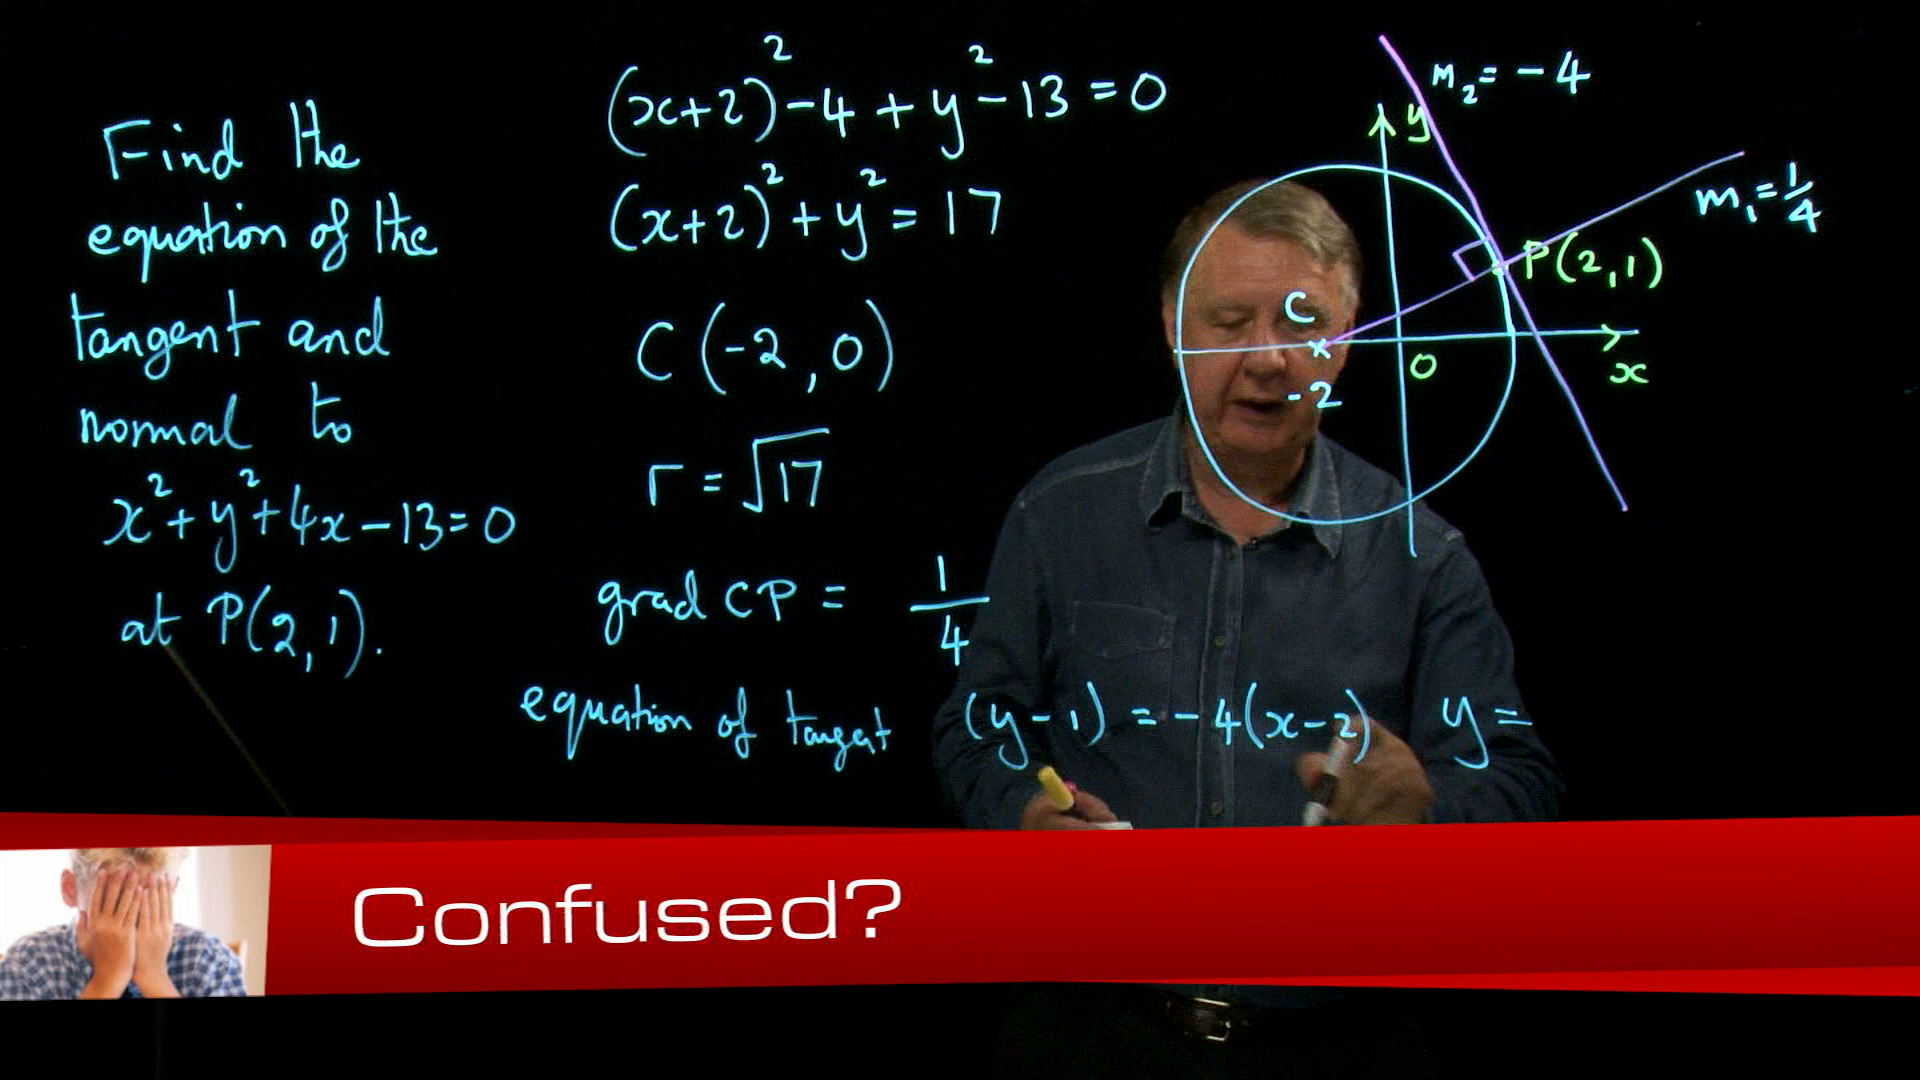 Find the
equation of the
tangent and
normal to
x²+y²+4x-13=0
at P(2,1).
(x+2)²-4+y²-13=0
(x+2)²+y²=17
C(-2,0)
r=√17
grad CP = 1/4
equation of tangent (y-1)=-4(x-2) y=
m₂=-4
y
m₁=1/4
P(2,1)
C
-2
0
x
Confused?